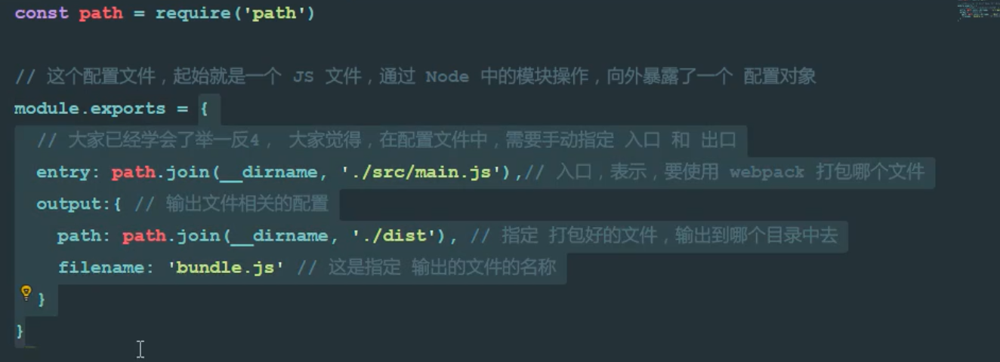 const path = require('path')
// 这个配置文件，起始就是一个 JS 文件，通过 Node 中的模块操作，向外暴露了一个 配置对象
module.exports = {
// 大家已经学会了举一反4， 大家觉得，在配置文件中，需要手动指定 入口 和 出口
entry: path.join(__dirname, './src/main.js'),// 入口，表示，要使用 webpack 打包哪个文件
output:{ // 输出文件相关的配置
path: path.join(__dirname, './dist'), // 指定 打包好的文件，输出到哪个目录中去
filename: 'bundle.js' // 这是指定 输出的文件的名称
}
}